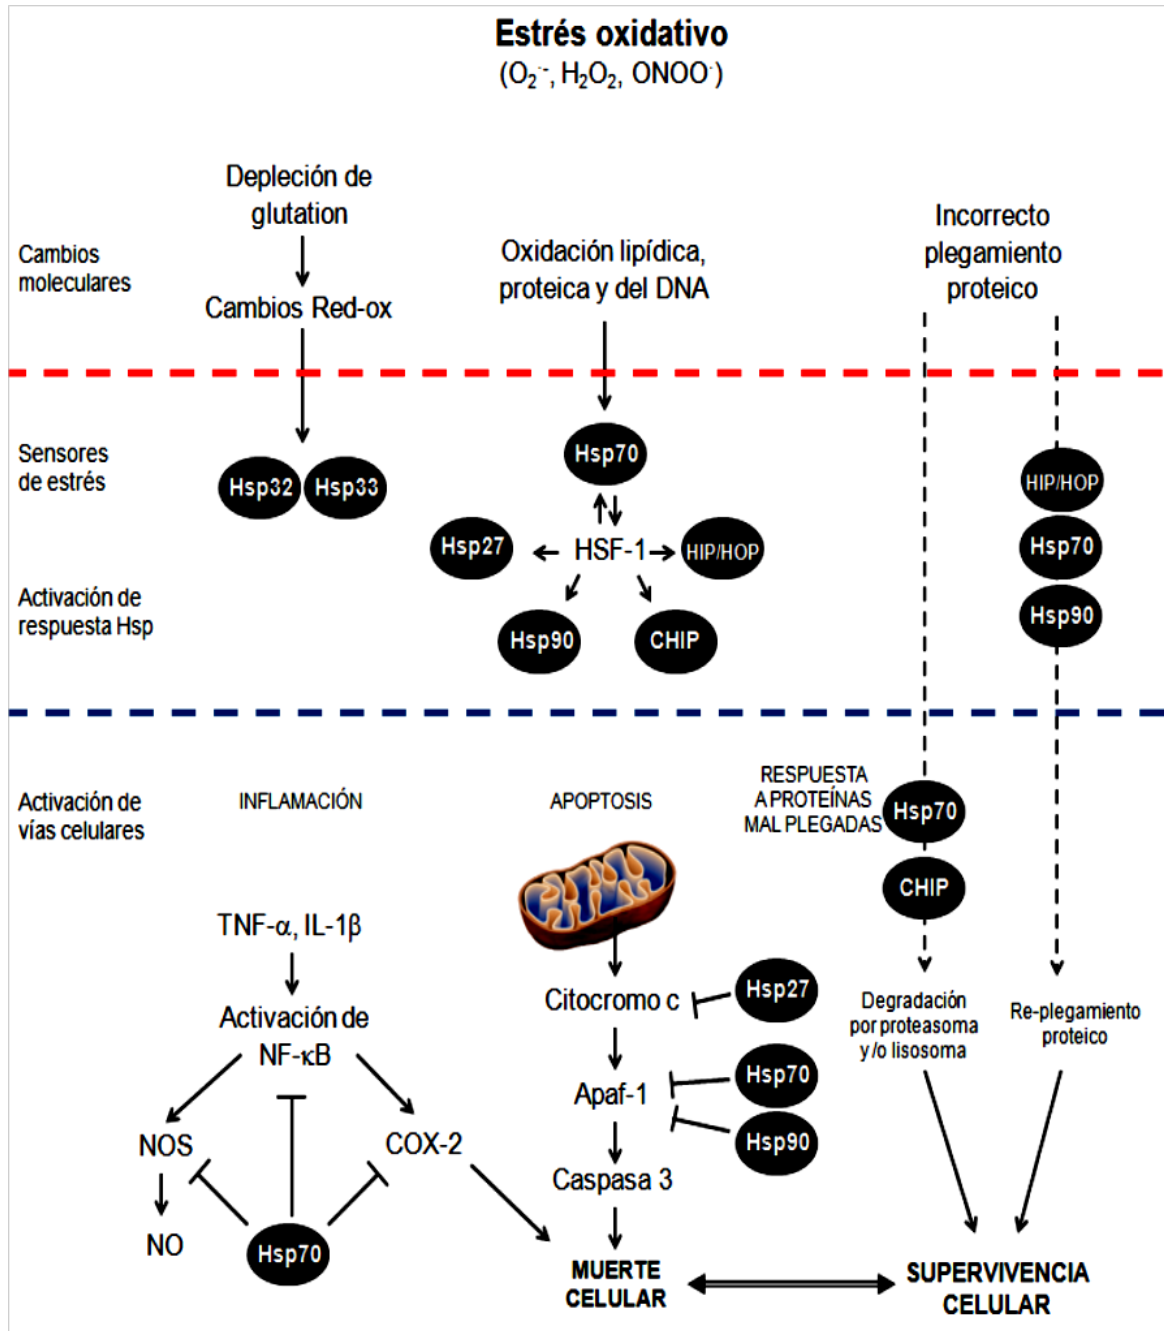 Estrés oxidativo
(O₂·⁻, H₂O₂, ONOO·)
Depleción de
glutation
Cambios Red-ox
Cambios
moleculares
Oxidación lipídica,
proteica y del DNA
Incorrecto
plegamiento
proteico
Sensores
de estrés
Hsp32
Hsp33
Hsp70
HIP/HOP
Hsp70
Hsp90
Hsp27
HSF-1
HIP/HOP
Hsp90
CHIP
Activación de
respuesta Hsp
Activación de
vías celulares
INFLAMACIÓN
APOPTOSIS
RESPUESTA
A PROTEÍNAS
MAL PLEGADAS
Hsp70
CHIP
TNF-α, IL-1β
Activación de
NF-κB
NOS
COX-2
NO
Hsp70
Citocromo c
Hsp27
Apaf-1
Hsp70
Hsp90
Caspasa 3
Degradación
por proteasoma
y /o lisosoma
Re-plegamiento
proteico
MUERTE
CELULAR
SUPERVIVENCIA
CELULAR